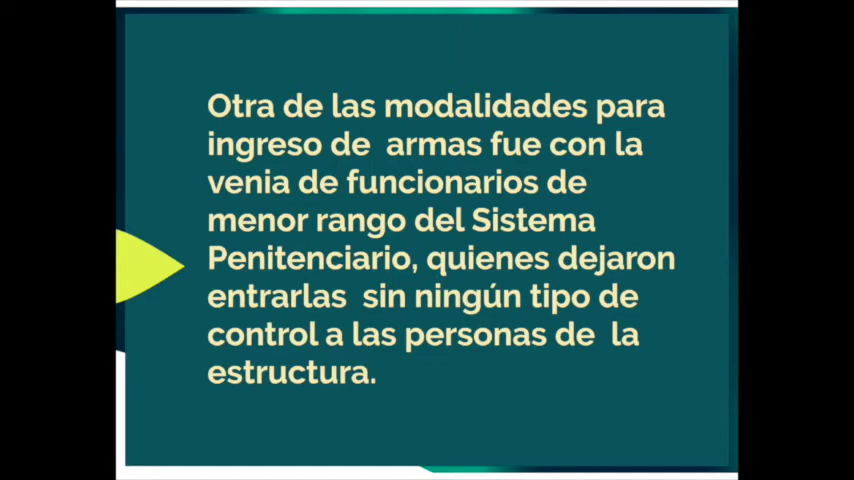 Otra de las modalidades para
ingreso de armas fue con la
venia de funcionarios de
menor rango del Sistema
Penitenciario, quienes dejaron
entrarlas sin ningún tipo de
control a las personas de la
estructura.